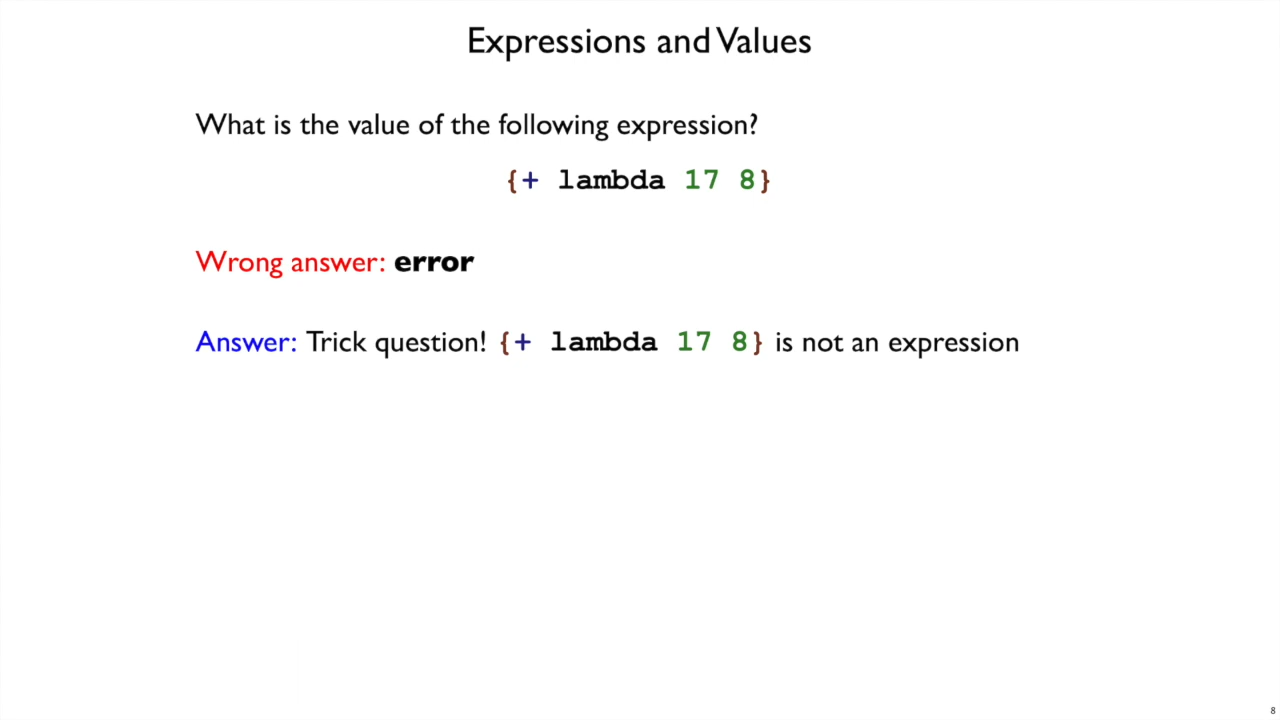 Expressions and Values
What is the value of the following expression?
{+ lambda 17 8}
Wrong answer: error
Answer: Trick question! {+ lambda 17 8} is not an expression
8